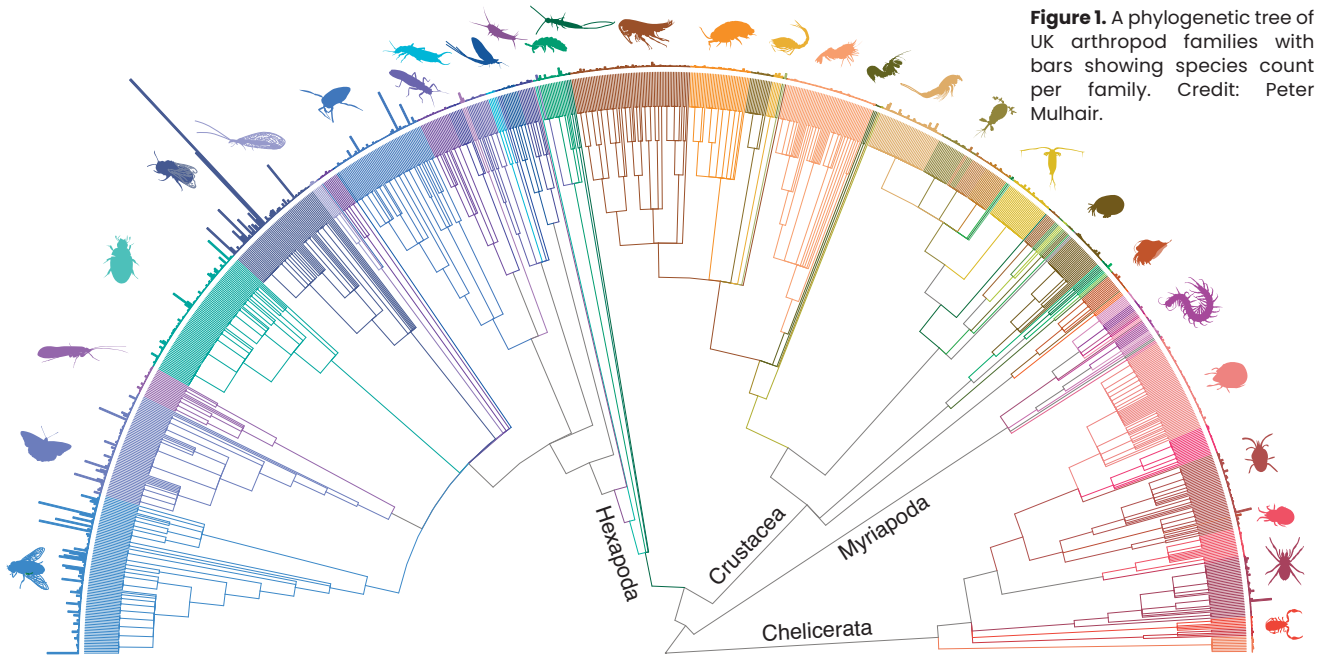 Figure 1. A phylogenetic tree of
UK arthropod families with
bars showing species count
per family. Credit: Peter
Mulhair.
Hexapoda
Crustacea
Myriapoda
Chelicerata